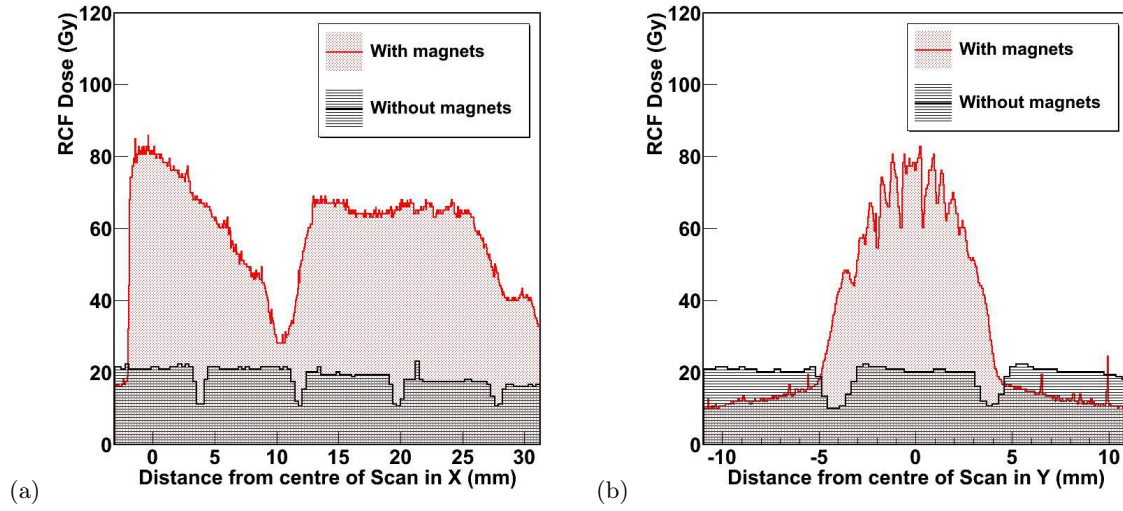 120
100
80
60
40
20
0
RCF Dose (Gy)
With magnets
Without magnets
0 5 10 15 20 25 30
Distance from centre of Scan in X (mm)
(a)
120
100
80
60
40
20
0
RCF Dose (Gy)
With magnets
Without magnets
-10 -5 0 5 10
Distance from centre of Scan in Y (mm)
(b)